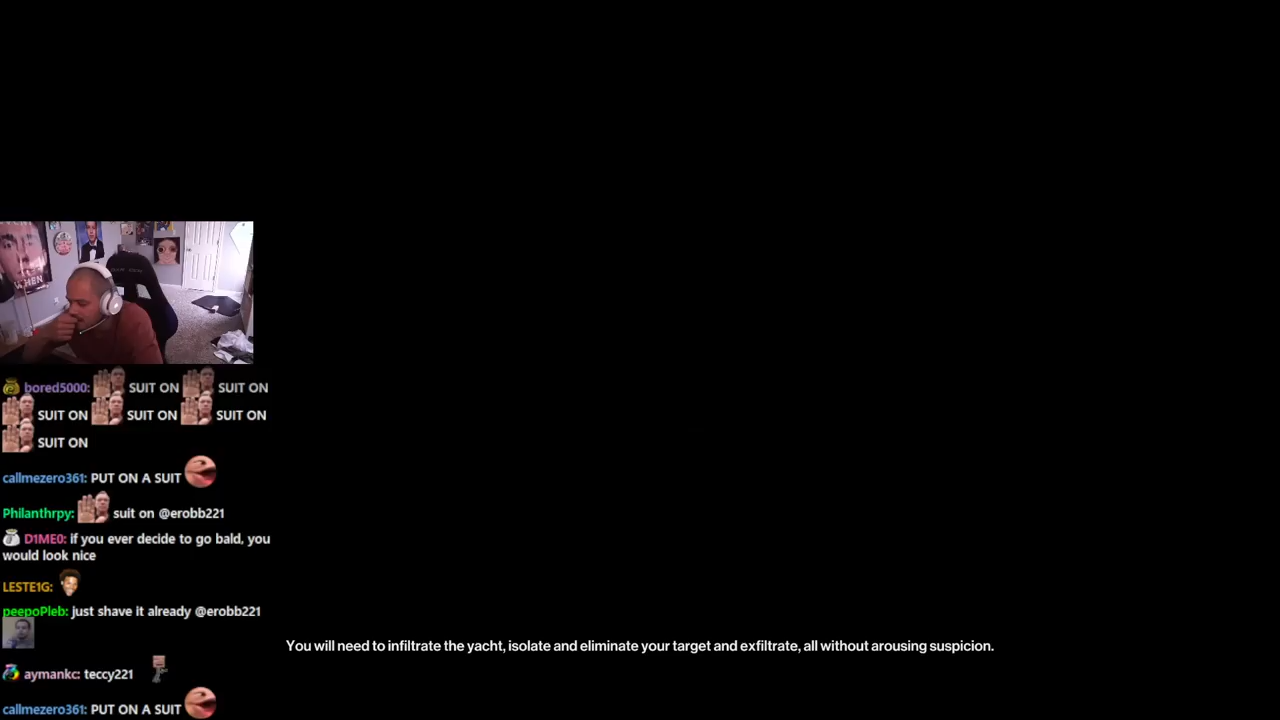 WHEN
bored5000: SUIT ON SUIT ON
SUIT ON SUIT ON SUIT ON
SUIT ON
callmezero361: PUT ON A SUIT
Philanthrpy: suit on @erobb221
D1ME0: if you ever decide to go bald, you
would look nice
LESTE1G:
peepoPleb: just shave it already @erobb221
You will need to infiltrate the yacht, isolate and eliminate your target and exfiltrate, all without arousing suspicion.
aymankc: teccy221
callmezero361: PUT ON A SUIT